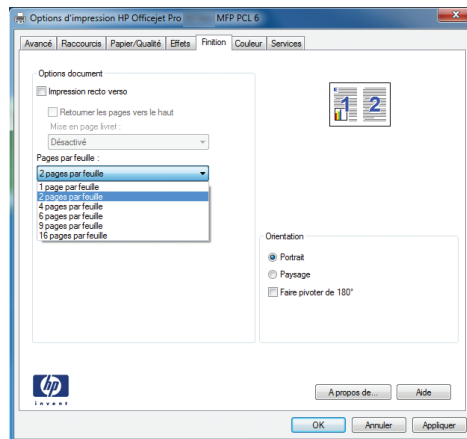 Options d'impression HP Officejet Pro MFP PCL 6
Avancé Raccourcis Papier/Qualité Effets Finition Couleur Services
Options document
Impression recto verso
Retourner les pages vers le haut
Mise en page livret :
Désactivé
Pages par feuille :
2 pages par feuille
1 page par feuille
2 pages par feuille
4 pages par feuille
6 pages par feuille
9 pages par feuille
16 pages par feuille
1 2
Orientation
Portrait
Paysage
Faire pivoter de 180°
hp
invent
A propos de... Aide
OK Annuler Appliquer